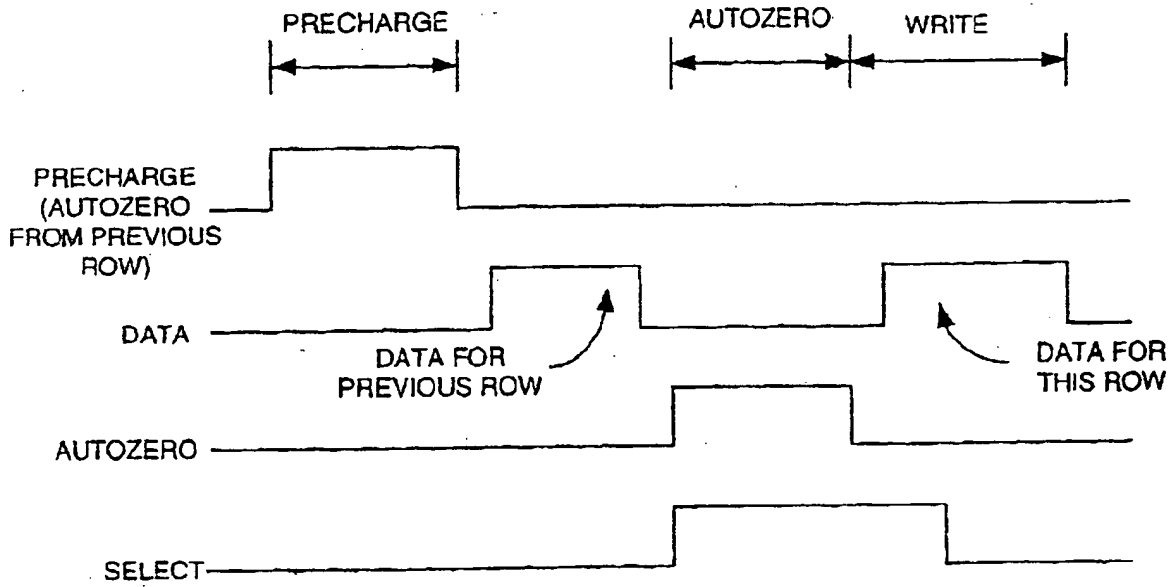 PRECHARGE
AUTOZERO
WRITE
PRECHARGE
(AUTOZERO
FROM PREVIOUS
ROW)
DATA
DATA FOR
PREVIOUS ROW
DATA FOR
THIS ROW
AUTOZERO
SELECT